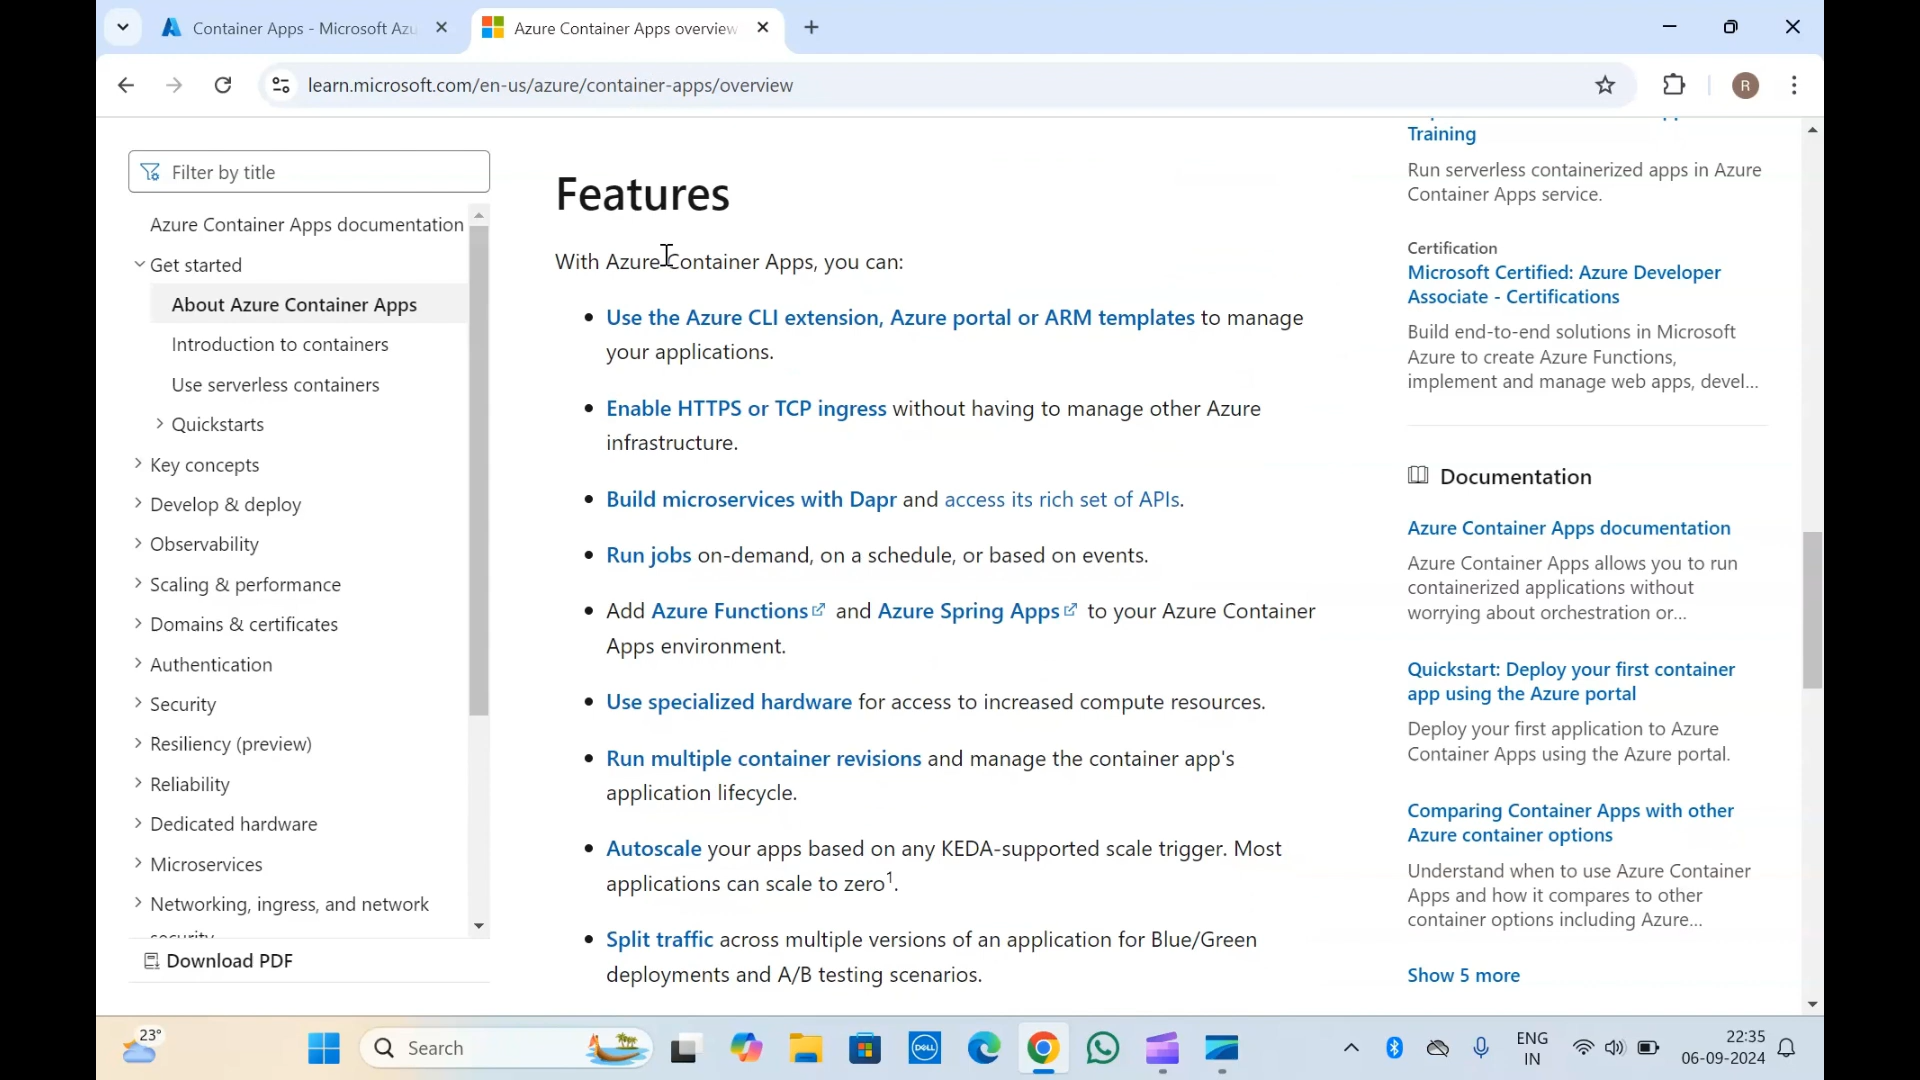 Container Apps - Microsoft Azu
Azure Container Apps overview
learn.microsoft.com/en-us/azure/container-apps/overview
R
Filter by title
Azure Container Apps documentation
Get started
About Azure Container Apps
Introduction to containers
Use serverless containers
Quickstarts
Key concepts
Develop & deploy
Observability
Scaling & performance
Domains & certificates
Authentication
Security
Resiliency (preview)
Reliability
Dedicated hardware
Microservices
Networking, ingress, and network
security
Download PDF
Features
With Azure Container Apps, you can:
• Use the Azure CLI extension, Azure portal or ARM templates to manage
your applications.
• Enable HTTPS or TCP ingress without having to manage other Azure
infrastructure.
• Build microservices with Dapr and access its rich set of APIs.
• Run jobs on-demand, on a schedule, or based on events.
• Add Azure Functions and Azure Spring Apps to your Azure Container
Apps environment.
• Use specialized hardware for access to increased compute resources.
• Run multiple container revisions and manage the container app's
application lifecycle.
• Autoscale your apps based on any KEDA-supported scale trigger. Most
applications can scale to zero¹.
• Split traffic across multiple versions of an application for Blue/Green
deployments and A/B testing scenarios.
Training
Run serverless containerized apps in Azure
Container Apps service.
Certification
Microsoft Certified: Azure Developer
Associate - Certifications
Build end-to-end solutions in Microsoft
Azure to create Azure Functions,
implement and manage web apps, devel...
Documentation
Azure Container Apps documentation
Azure Container Apps allows you to run
containerized applications without
worrying about orchestration or...
Quickstart: Deploy your first container
app using the Azure portal
Deploy your first application to Azure
Container Apps using the Azure portal.
Comparing Container Apps with other
Azure container options
Understand when to use Azure Container
Apps and how it compares to other
container options including Azure...
Show 5 more
23°
Search
DELL
ENG
IN
22:35
06-09-2024